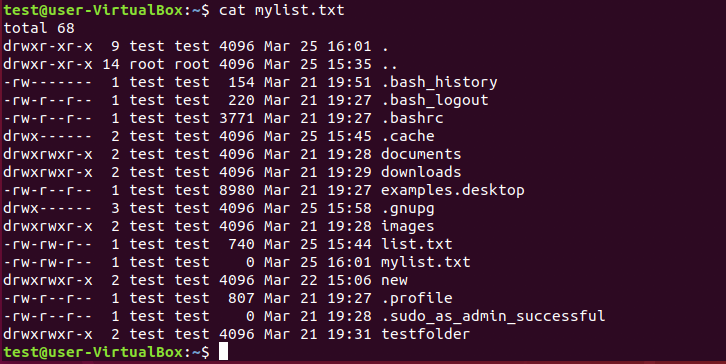 test@user-VirtualBox:~$ cat mylist.txt
total 68
drwxr-xr-x  9 test test 4096 Mar 25 16:01 .
drwxr-xr-x 14 root root 4096 Mar 25 15:35 ..
-rw-------  1 test test  154 Mar 21 19:51 .bash_history
-rw-r--r--  1 test test  220 Mar 21 19:27 .bash_logout
-rw-r--r--  1 test test 3771 Mar 21 19:27 .bashrc
drwx------  2 test test 4096 Mar 25 15:45 .cache
drwxrwxr-x  2 test test 4096 Mar 21 19:28 documents
drwxrwxr-x  2 test test 4096 Mar 21 19:29 downloads
-rw-r--r--  1 test test 8980 Mar 21 19:27 examples.desktop
drwx------  3 test test 4096 Mar 25 15:58 .gnupg
drwxrwxr-x  2 test test 4096 Mar 21 19:28 images
-rw-rw-r--  1 test test  740 Mar 25 15:44 list.txt
-rw-rw-r--  1 test test    0 Mar 25 16:01 mylist.txt
drwxrwxr-x  2 test test 4096 Mar 22 15:06 new
-rw-r--r--  1 test test  807 Mar 21 19:27 .profile
-rw-r--r--  1 test test    0 Mar 21 19:28 .sudo_as_admin_successful
drwxrwxr-x  2 test test 4096 Mar 21 19:31 testfolder
test@user-VirtualBox:~$